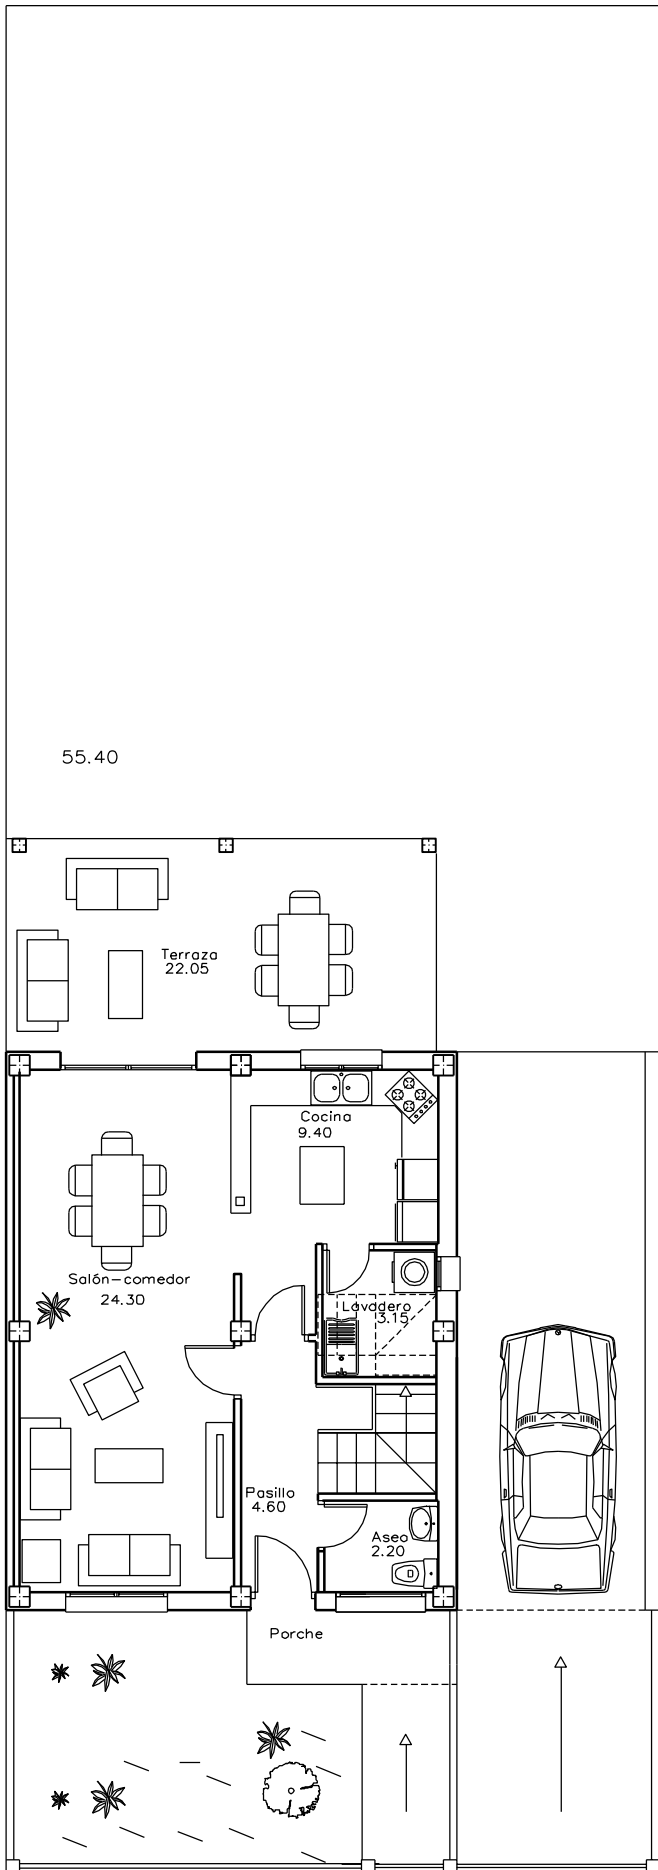 55.40
Terraza
22.05
Cocina
9.40
Salón-comedor
24.30
Lavadero
3.15
Pasillo
4.60
Aseo
2.20
Porche